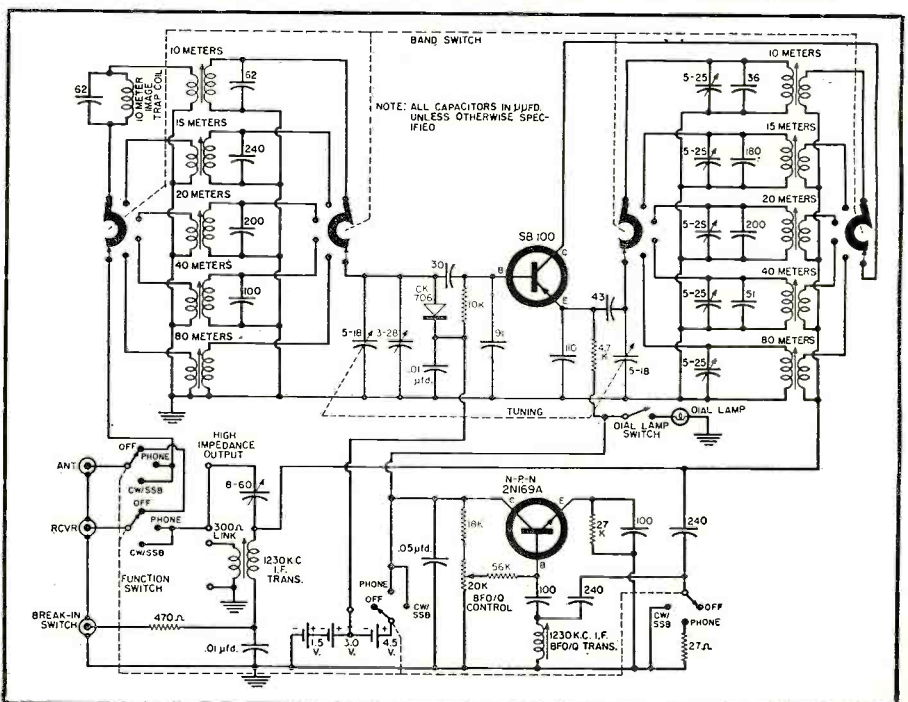 BAND SWITCH
10 METERS
62
10 METER
IMAGE
TRAP COIL
62
NOTE: ALL CAPACITORS IN µµFD.
UNLESS OTHERWISE SPEC-
IFIED
15 METERS
240
20 METERS
200
40 METERS
100
80 METERS
10 METERS
5-25
36
15 METERS
5-25
180
20 METERS
5-25
200
40 METERS
5-25
51
80 METERS
5-25
SB 100
C
B
E
30
CK
706
10K
5-18
3-28
.01
µfd.
91
110
43
4.7
K
5-18
TUNING
DIAL LAMP
SWITCH
DIAL LAMP
ANT.
OFF
PHONE
CW/SSB
RCVR
OFF
PHONE
CW/SSB
FUNCTION
SWITCH
HIGH
IMPEDANCE
OUTPUT
8-60
300Ω
LINK
1230 K.C.
I.F.
TRANS.
BREAK-IN
SWITCH
470Ω
.01 µfd.
- + - + - +
1.5
V.
3.0
V.
4.5
V.
PHONE
OFF
CW/
SSB
.05µfd.
18K
20K
56K
BFO/Q
CONTROL
N-P-N
2N169A
C
E
B
27
K
100
240
100
240
1230 K.C. I.F.
BFO/Q TRANS.
CW/
SSB
OFF
PHONE
27Ω